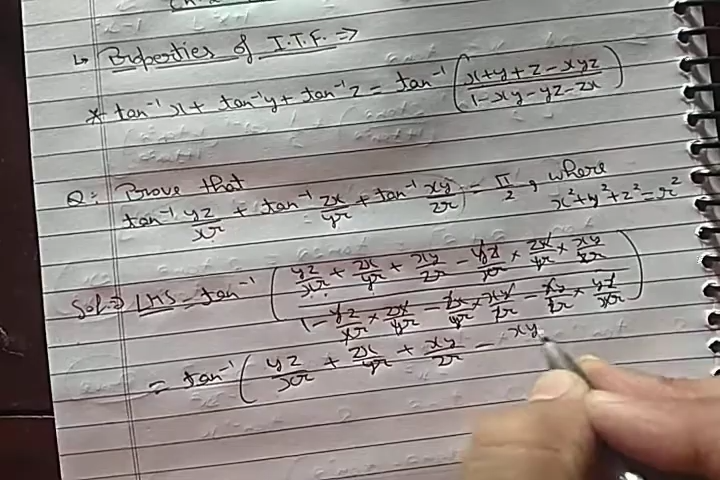 ↳ Properties of I.T.F. ⇒
* tan⁻¹ x + tan⁻¹y + tan⁻¹z = tan⁻¹ ( (x+y+z-xyz) / (1-xy-yz-zx) )
Q: Prove that
tan⁻¹ yz/xr + tan⁻¹ zx/yr + tan⁻¹ xy/zr = π/2, where
x²+y²+z²=r²
Sol.⇒ LHS = tan⁻¹ ( (yz/xr + zx/yr + xy/zr - yz/xr × zx/yr × xy/zr) / (1 - yz/xr × zx/yr - zx/yr × xy/zr - xy/zr × yz/xr) )
= tan⁻¹ ( yz/xr + zx/yr + xy/zr - xy